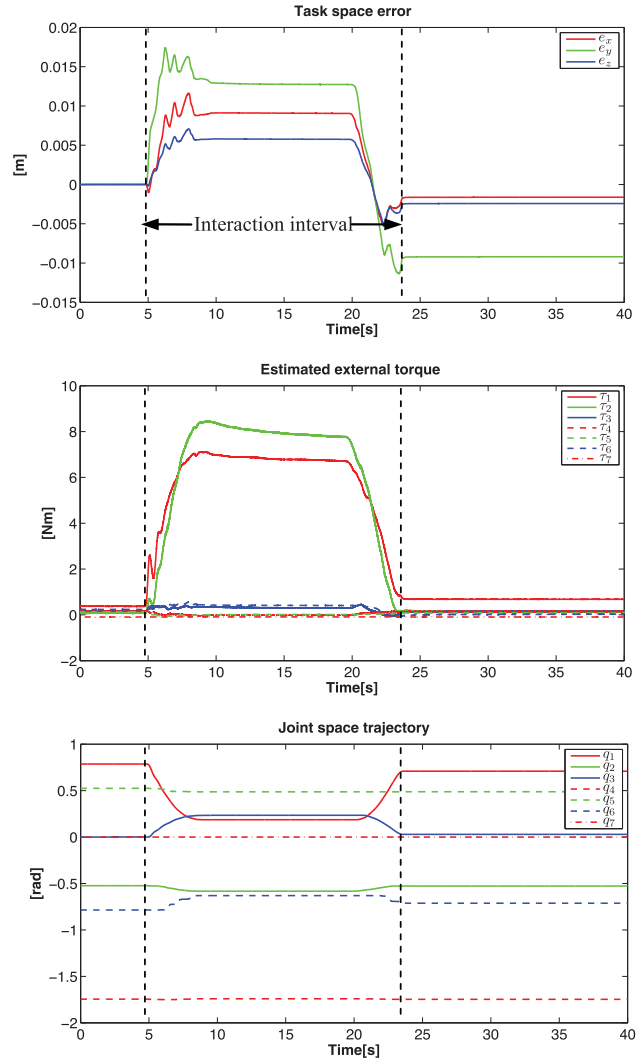 Task space error
0.02
0.015
0.01
0.005
0
−0.005
−0.01
−0.015
[m]
e_x
e_y
e_z
Interaction interval
0 5 10 15 20 25 30 35 40
Time[s]
Estimated external torque
10
8
6
4
2
0
−2
[Nm]
τ_1
τ_2
τ_3
τ_4
τ_5
τ_6
τ_7
0 5 10 15 20 25 30 35 40
Time[s]
Joint space trajectory
1
0.5
0
−0.5
−1
−1.5
−2
[rad]
q_1
q_2
q_3
q_4
q_5
q_6
q_7
0 5 10 15 20 25 30 35 40
Time[s]